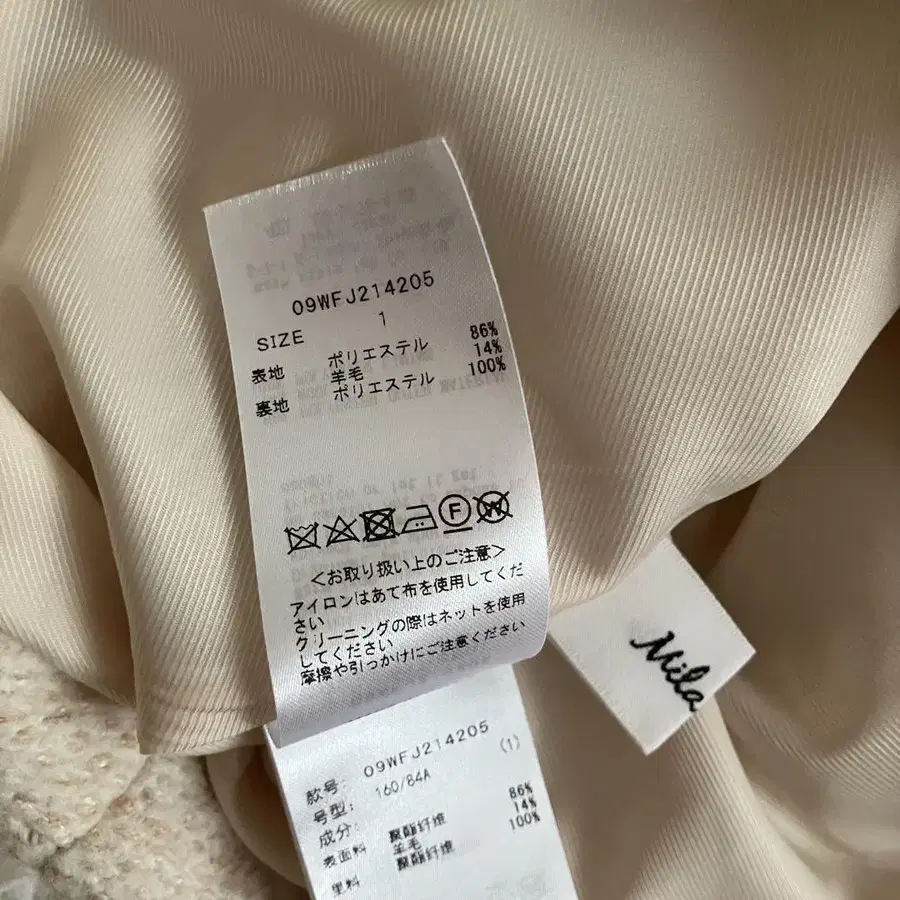 09WFJ214205
SIZE 1
表地 ポリエステル 86%
羊毛 14%
裏地 ポリエステル 100%
F
W
<お取り扱い上のご注意>
アイロンはあて布を使用してくだ
さい
クリーニングの際はネットを使用
してください
摩擦や引っかけにご注意ください
Mila
款号: 09WFJ214205
号型: 160/84A (1)
成分:
表面料 聚酯纤维 86%
羊毛 14%
里料 聚酯纤维 100%